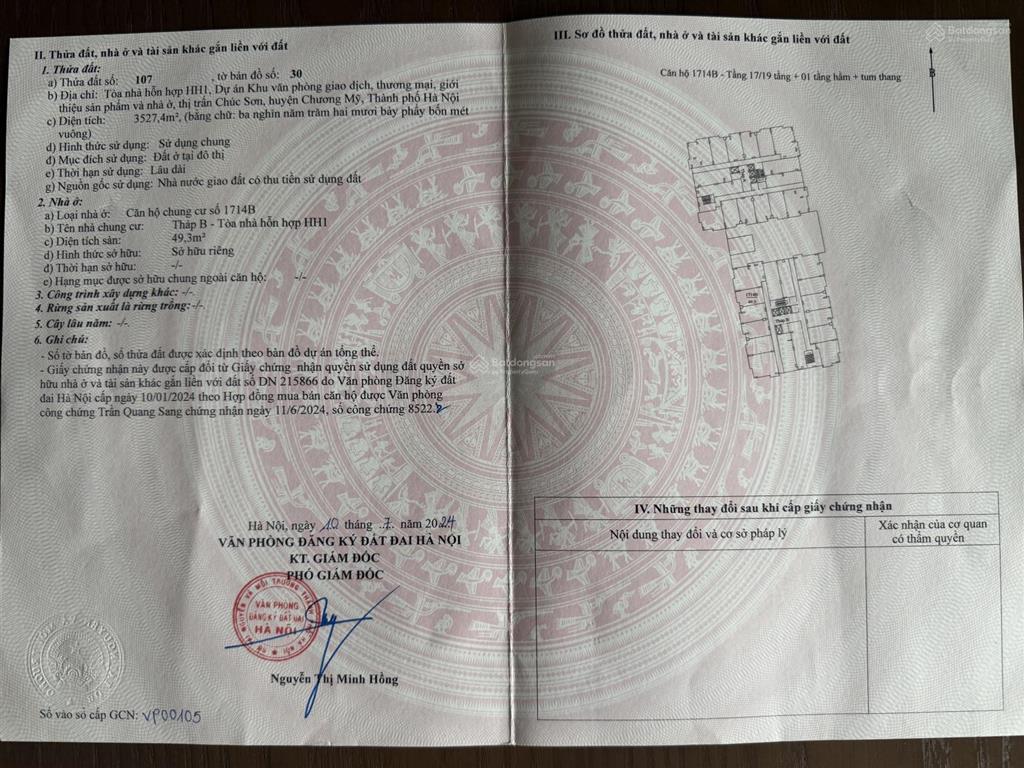 II. Thửa đất, nhà ở và tài sản khác gắn liền với đất
1. Thửa đất:
a) Thửa đất số: 107 , tờ bản đồ số: 30
b) Địa chỉ: Tòa nhà hỗn hợp HH1, Dự án Khu văn phòng giao dịch, thương mại, giới
thiệu sản phẩm và nhà ở, thị trấn Chúc Sơn, huyện Chương Mỹ, Thành phố Hà Nội
c) Diện tích: 3527,4m², (bằng chữ: ba nghìn năm trăm hai mươi bảy phẩy bốn mét
vuông)
d) Hình thức sử dụng: Sử dụng chung
đ) Mục đích sử dụng: Đất ở tại đô thị
e) Thời hạn sử dụng: Lâu dài
g) Nguồn gốc sử dụng: Nhà nước giao đất có thu tiền sử dụng đất
2. Nhà ở:
a) Loại nhà ở: Căn hộ chung cư số 1714B
b) Tên nhà chung cư: Tháp B - Tòa nhà hỗn hợp HH1
c) Diện tích sàn: 49,3m²
d) Hình thức sở hữu: Sở hữu riêng
đ) Thời hạn sở hữu: -/-
e) Hạng mục được sở hữu chung ngoài căn hộ: -/-
3. Công trình xây dựng khác: -/-.
4. Rừng sản xuất là rừng trồng:-/-.
5. Cây lâu năm: -/-.
6. Ghi chú:
- Số tờ bản đồ, số thửa đất được xác định theo bản đồ dự án tổng thể.
- Giấy chứng nhận này được cấp đổi từ Giấy chứng nhận quyền sử dụng đất quyền sở
hữu nhà ở và tài sản khác gắn liền với đất số DN 215866 do Văn phòng Đăng ký đất
đai Hà Nội cấp ngày 10/01/2024 theo Hợp đồng mua bán căn hộ được Văn phòng
công chứng Trần Quang Sang chứng nhận ngày 11/6/2024, số công chứng 8522.
Hà Nội, ngày 10 tháng .7. năm 2024
VĂN PHÒNG ĐĂNG KÝ ĐẤT ĐAI HÀ NỘI
KT. GIÁM ĐỐC
PHÓ GIÁM ĐỐC
VĂN PHÒNG
ĐĂNG KÝ ĐẤT ĐAI
HÀ NỘI
Nguyễn Thị Minh Hồng
Số vào sổ cấp GCN: VP00105
III. Sơ đồ thửa đất, nhà ở và tài sản khác gắn liền với đất
Căn hộ 1714B - Tầng 17/19 tầng + 01 tầng hầm + tum thang
B
1714B
Tháp B
IV. Những thay đổi sau khi cấp giấy chứng nhận
Nội dung thay đổi và cơ sở pháp lý
Xác nhận của cơ quan
có thẩm quyền
Batdongsan
by PropertyGuru
Batdongsan
by PropertyGuru
Batdongsan
by PropertyGuru